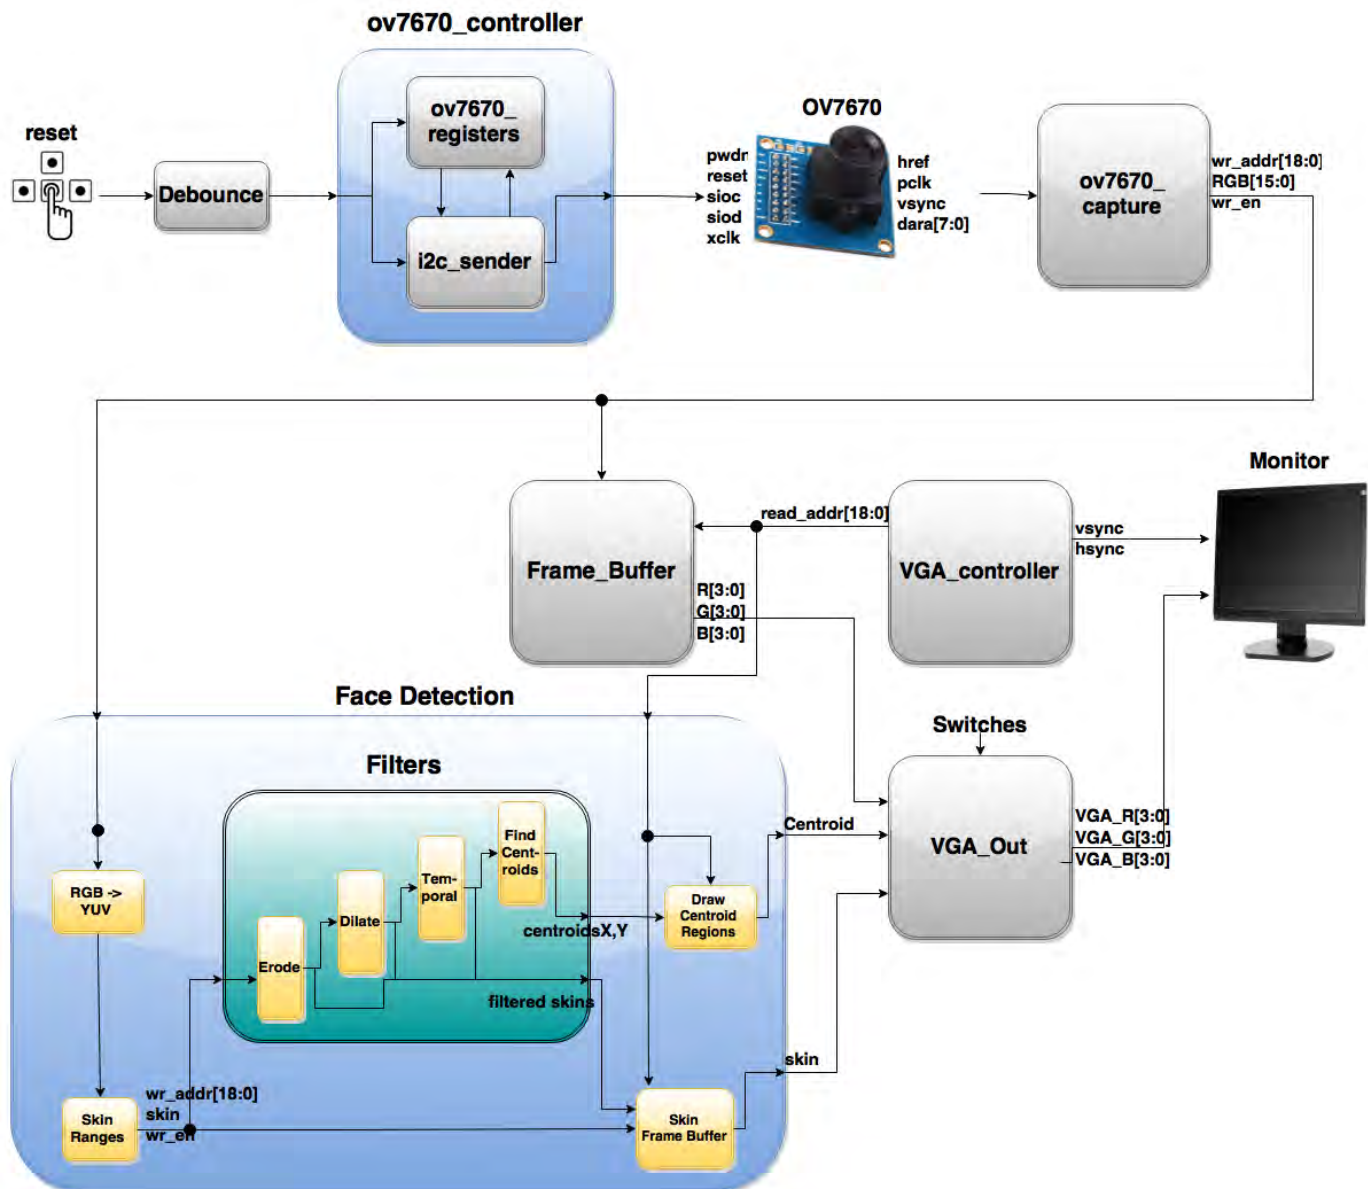 ov7670_controller
reset
Debounce
ov7670_
registers
i2c_sender
OV7670
pwdn
reset
sioc
siod
xclk
href
pclk
vsync
dara[7:0]
ov7670_
capture
wr_addr[18:0]
RGB[15:0]
wr_en
Monitor
Frame_Buffer
read_addr[18:0]
R[3:0]
G[3:0]
B[3:0]
VGA_controller
vsync
hsync
Face Detection
Filters
Switches
VGA_Out
VGA_R[3:0]
VGA_G[3:0]
VGA_B[3:0]
RGB ->
YUV
Erode
Dilate
Tem-
poral
Find
Cent-
roids
centroidsX,Y
filtered skins
Draw
Centroid
Regions
Centroid
skin
Skin
Ranges
wr_addr[18:0]
skin
wr_en
Skin
Frame Buffer